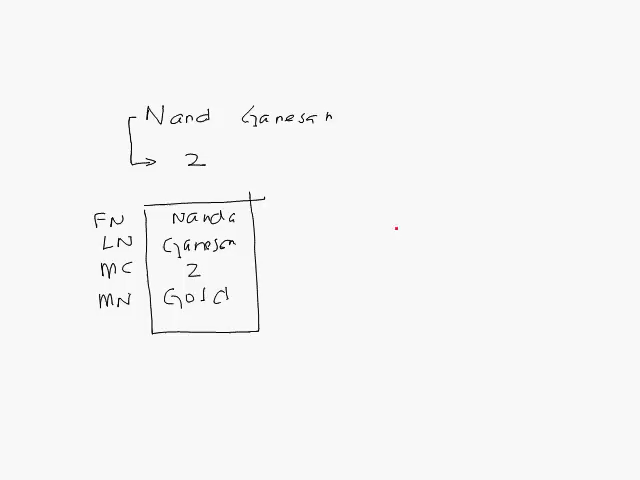 Nand Ganesan
2
FN Nanda
LN Ganesan
MC 2
MN Gold